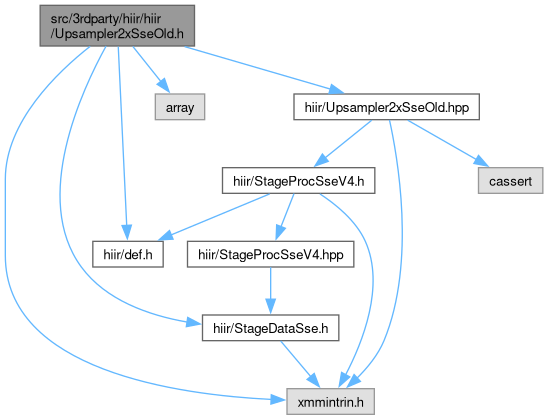 src/3rdparty/hiir/hiir
/Upsampler2xSseOld.h
array
hiir/Upsampler2xSseOld.hpp
hiir/StageProcSseV4.h
cassert
hiir/def.h
hiir/StageProcSseV4.hpp
hiir/StageDataSse.h
xmmintrin.h